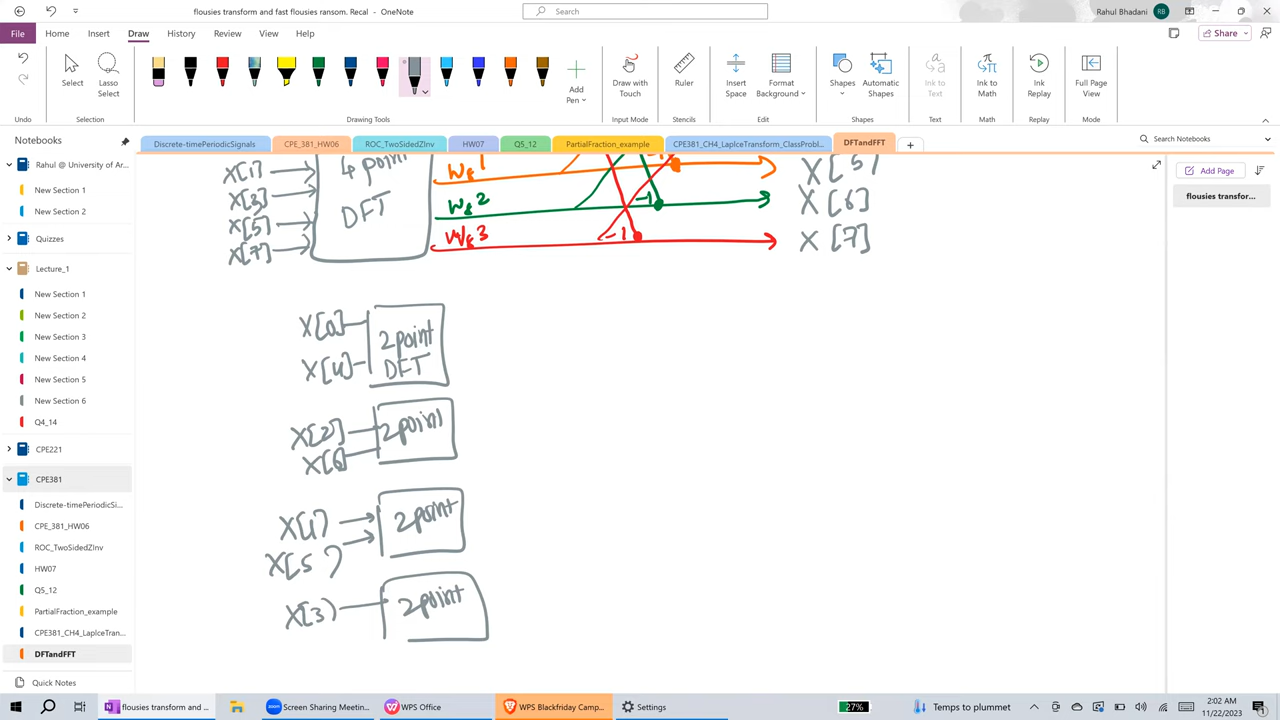 flousies transform and fast flousies ransom. Recal - OneNote
Search
Rahul Bhadani
RB
File
Home
Insert
Draw
History
Review
View
Help
Share
Undo
Select
Lasso
Select
Selection
Drawing Tools
Add
Pen
Draw with
Touch
Input Mode
Ruler
Stencils
Insert
Space
Format
Background
Edit
Shapes
Automatic
Shapes
Shapes
Ink to
Text
Text
Ink to
Math
Math
Ink
Replay
Replay
Full Page
View
Mode
Notebooks
Discrete-timePeriodicSignals
CPE_381_HW06
ROC_TwoSidedZInv
HW07
Q5_12
PartialFraction_example
CPE381_CH4_LaplceTransform_ClassProbl...
DFTandFFT
Search Notebooks
Add Page
flousies transfor...
Rahul @ University of Ar...
New Section 1
New Section 2
Quizzes
Lecture_1
New Section 1
New Section 2
New Section 3
New Section 4
New Section 5
New Section 6
Q4_14
CPE221
CPE381
Discrete-timePeriodicSi...
CPE_381_HW06
ROC_TwoSidedZInv
HW07
Q5_12
PartialFraction_example
CPE381_CH4_LaplceTran...
DFTandFFT
Quick Notes
X[1]
X[3]
X[5]
X[7]
4 point
DFT
W8 1
W8 2
W8 3
-1
-1
-1
X[5]
X[6]
X[7]
X[0]
X[4]
2 point
DFT
X[2]
X[6]
2 point
X[1]
X[5]
2 point
X[3]
2 point
flousies transform and ...
Screen Sharing Meetin...
WPS Office
WPS Blackfriday Camp...
Settings
27%
Temps to plummet
2:02 AM
11/22/2023